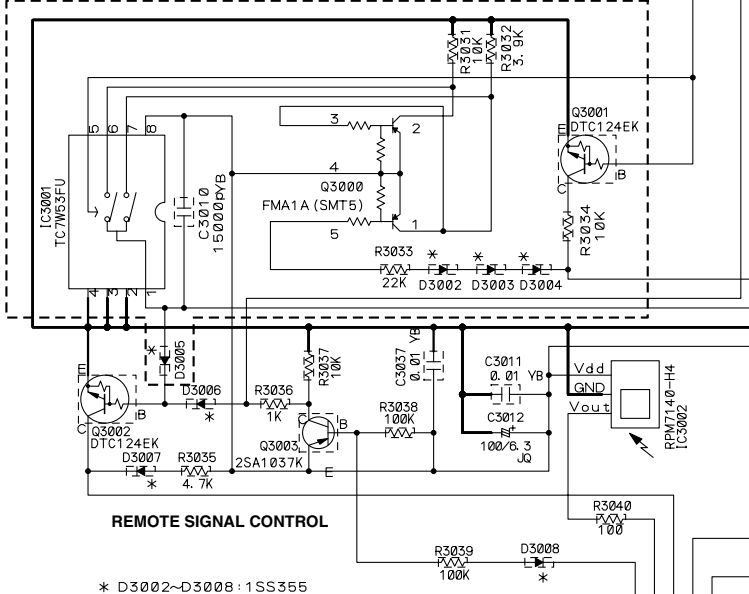 R3031
10K
R3032
3.9K
Q3001
DTC124EK
E
B
C
5
6
7
8
3
2
4
Q3000
FMA1A(SMT5)
1
5
IC3001
TC7W53FU
C3010
15000P YB
R3034
10K
R3033
22K
*
D3002
*
D3003
*
D3004
4
3
2
1
*
D3005
R3037
10K
C3037
0.01
YB
C3011
0.01 YB
C3012
100/6.3
+
JQ
Vdd
GND
Vout
RPM7140-H4
IC3002
E
B
C
Q3002
DTC124EK
D3006
*
R3036
1K
C
B
E
Q3003
2SA1037K
R3038
100K
D3007
*
R3035
4.7K
REMOTE SIGNAL CONTROL
R3040
100
R3039
100K
D3008
*
* D3002~D3008:1SS355